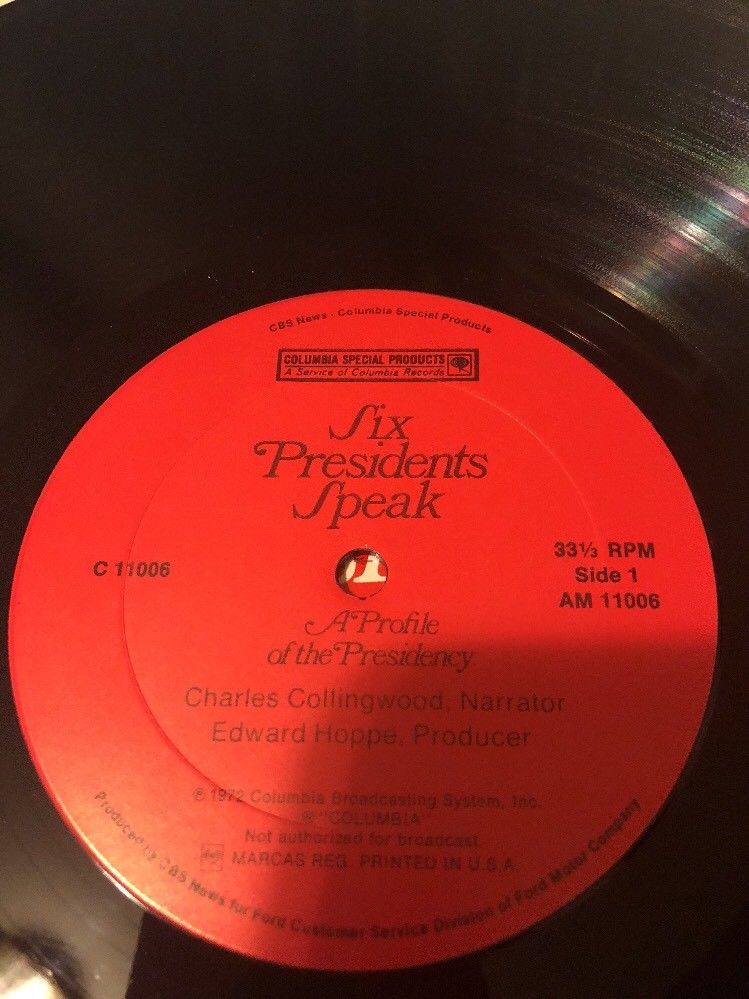 CBS News · Columbia Special Products
COLUMBIA SPECIAL PRODUCTS
A Service of Columbia Records
Six
Presidents
Speak
C 11006
33⅓ RPM
Side 1
AM 11006
A Profile
of the Presidency
Charles Collingwood, Narrator
Edward Hoppe, Producer
℗ 1972 Columbia Broadcasting System, Inc.
® "COLUMBIA"
Not authorized for broadcast.
MARCAS REG. PRINTED IN U.S.A.
Produced by CBS News for Ford Customer Service Division of Ford Motor Company